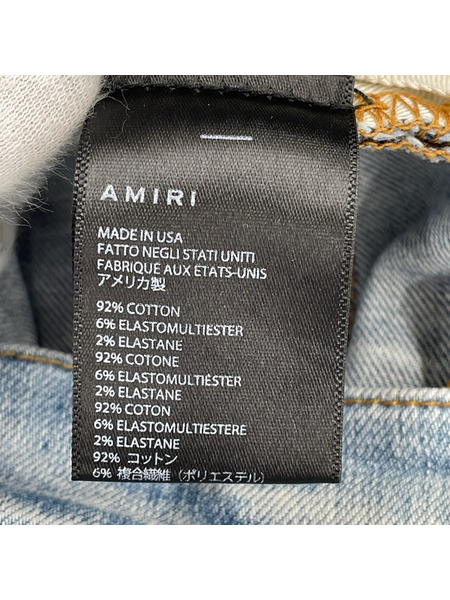 AMIRI
MADE IN USA
FATTO NEGLI STATI UNITI
FABRIQUE AUX ÉTATS-UNIS
アメリカ製
92% COTTON
6% ELASTOMULTIESTER
2% ELASTANE
92% COTONE
6% ELASTOMULTIÉSTER
2% ELASTANE
92% COTON
6% ELASTOMULTIESTERE
2% ELASTANE
92% コットン
6% 複合繊維（ポリエステル）